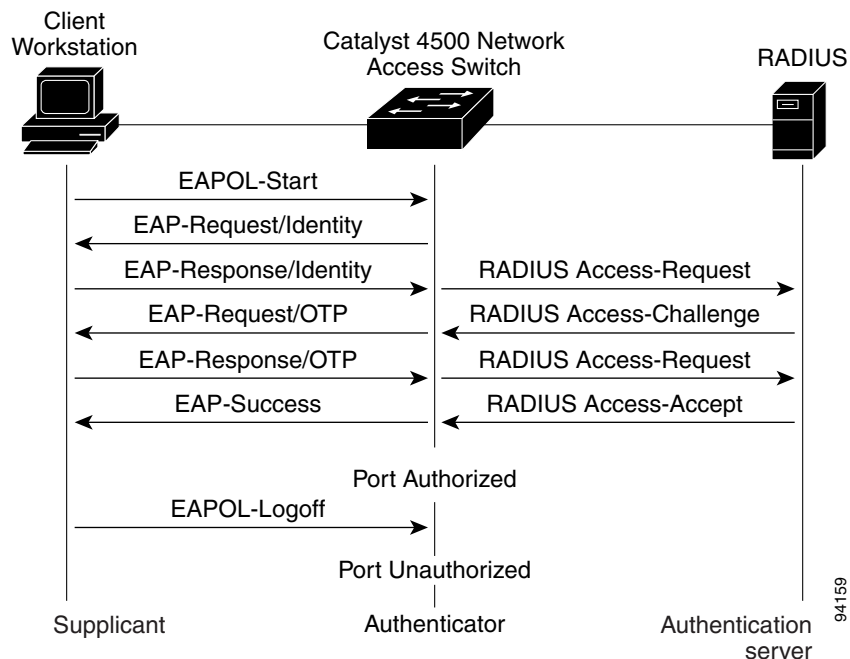 Client
Workstation
Catalyst 4500 Network
Access Switch
RADIUS
EAPOL-Start
EAP-Request/Identity
EAP-Response/Identity
RADIUS Access-Request
EAP-Request/OTP
RADIUS Access-Challenge
EAP-Response/OTP
RADIUS Access-Request
EAP-Success
RADIUS Access-Accept
Port Authorized
EAPOL-Logoff
Port Unauthorized
Supplicant
Authenticator
Authentication
server
94159